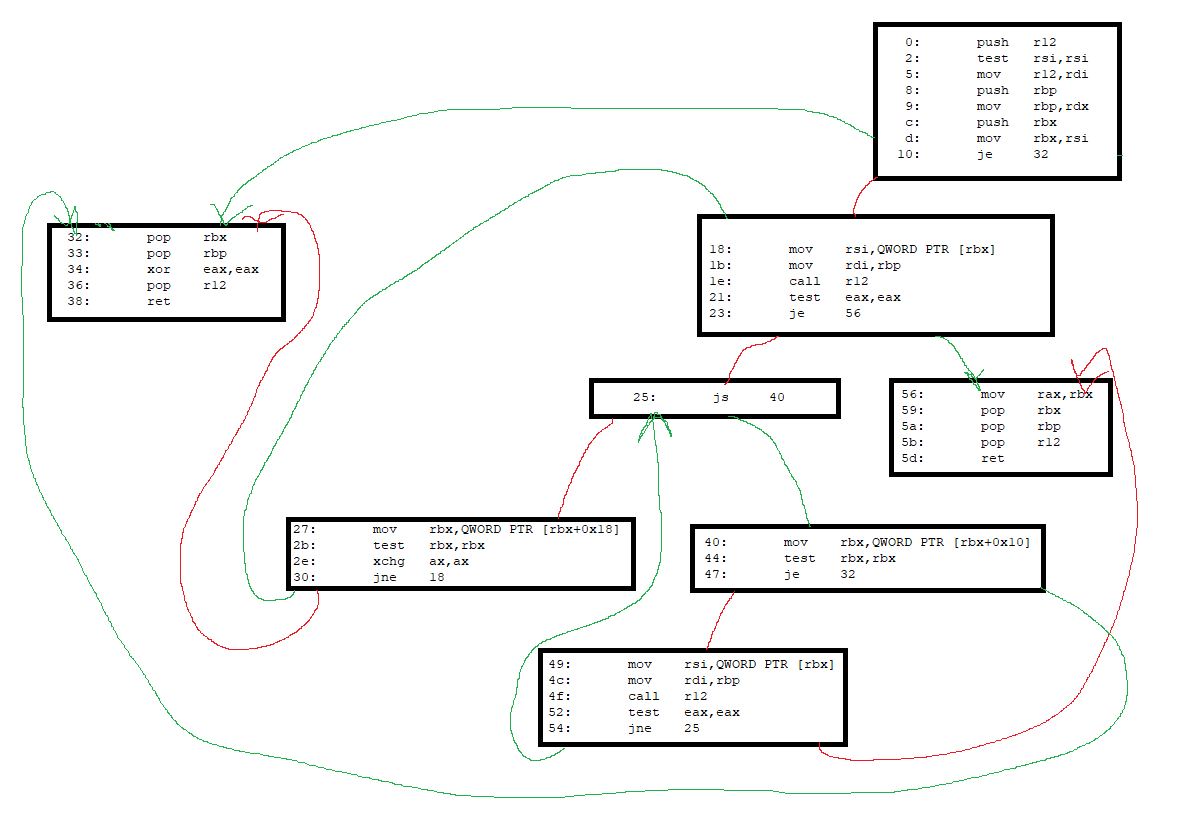 0: push r12
2: test rsi,rsi
5: mov r12,rdi
8: push rbp
9: mov rbp,rdx
c: push rbx
d: mov rbx,rsi
10: je 32
32: pop rbx
33: pop rbp
34: xor eax,eax
36: pop r12
38: ret
18: mov rsi,QWORD PTR [rbx]
1b: mov rdi,rbp
1e: call r12
21: test eax,eax
23: je 56
25: js 40
56: mov rax,rbx
59: pop rbx
5a: pop rbp
5b: pop r12
5d: ret
27: mov rbx,QWORD PTR [rbx+0x18]
2b: test rbx,rbx
2e: xchg ax,ax
30: jne 18
40: mov rbx,QWORD PTR [rbx+0x10]
44: test rbx,rbx
47: je 32
49: mov rsi,QWORD PTR [rbx]
4c: mov rdi,rbp
4f: call r12
52: test eax,eax
54: jne 25